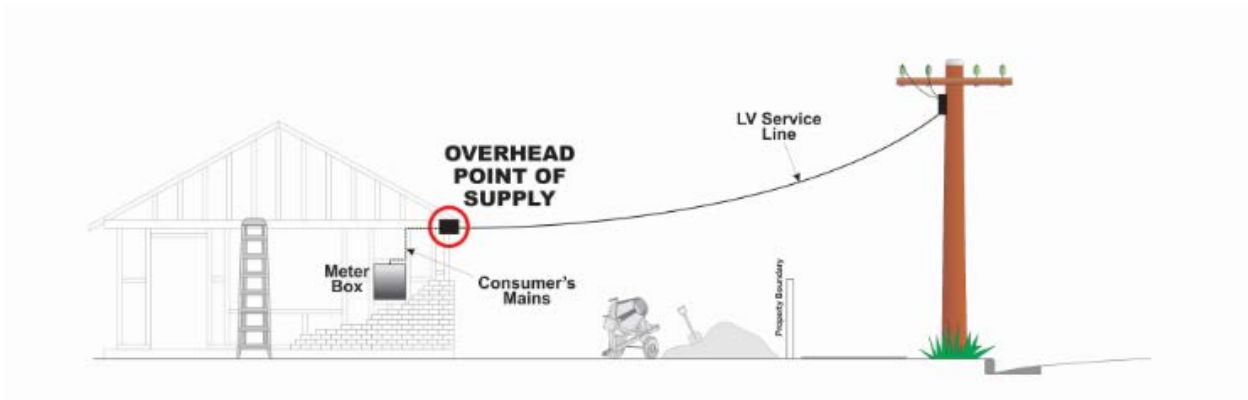 OVERHEAD
POINT OF
SUPPLY
LV Service
Line
Meter
Box
Consumer's
Mains
Property Boundary